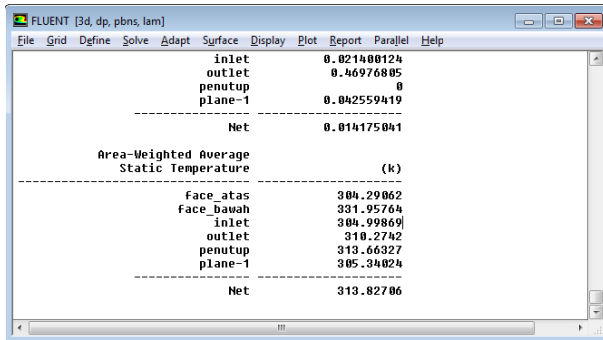 FLUENT [3d, dp, pbns, lam]
File Grid Define Solve Adapt Surface Display Plot Report Parallel Help
inlet 0.021400124
outlet 0.46976805
penutup 0
plane-1 0.042559419
---------------- --------------------
Net 0.014175041
Area-Weighted Average
Static Temperature (k)
-------------------------------- --------------------
face_atas 304.29062
face_bawah 331.95764
inlet 304.99869
outlet 310.2742
penutup 313.66327
plane-1 305.34024
---------------- --------------------
Net 313.82706